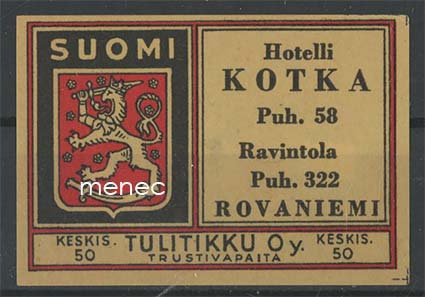 SUOMI
menec
Hotelli
KOTKA
Puh. 58
Ravintola
Puh. 322
ROVANIEMI
KESKIS.
50
TULITIKKU Oy.
TRUSTIVAPAITA
KESKIS.
50